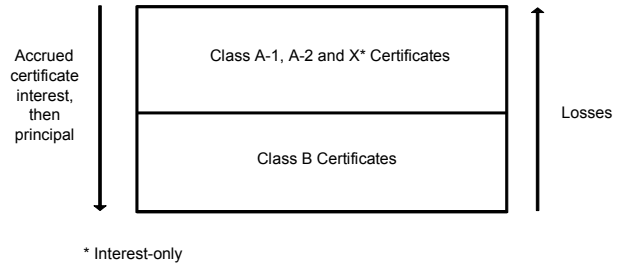 Accrued
certificate
interest,
then
principal
Class A-1, A-2 and X* Certificates
Class B Certificates
Losses
* Interest-only